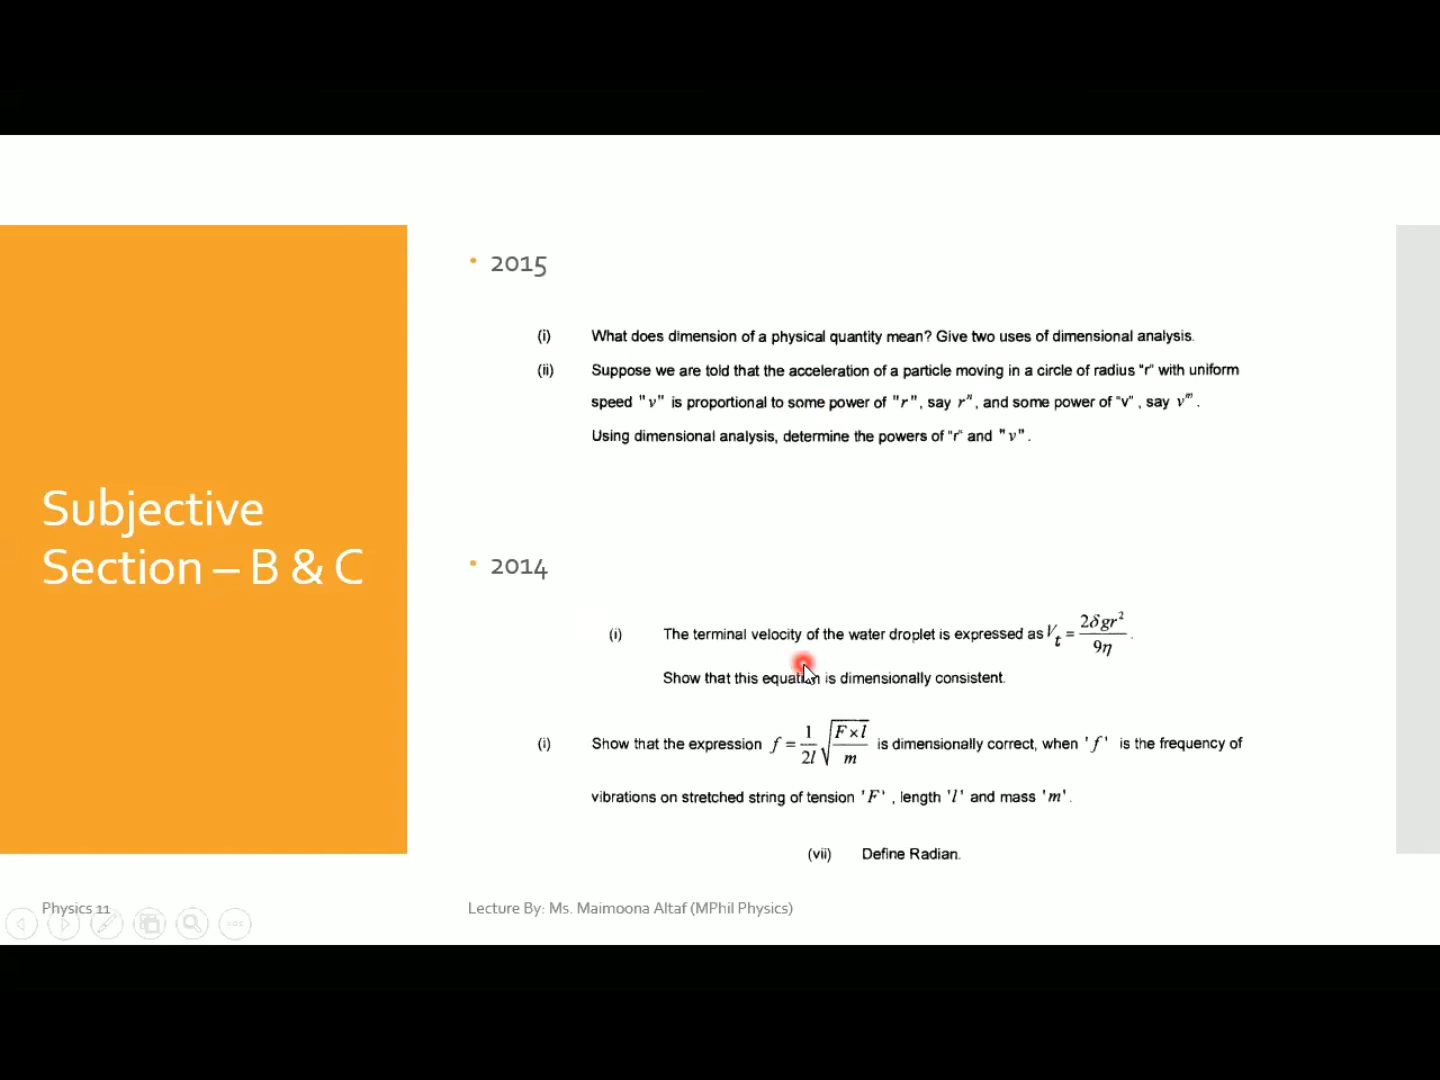 Subjective
Section – B & C
• 2015
(i) What does dimension of a physical quantity mean? Give two uses of dimensional analysis.
(ii) Suppose we are told that the acceleration of a particle moving in a circle of radius "r" with uniform
speed "v" is proportional to some power of "r", say rⁿ, and some power of "v", say vᵐ.
Using dimensional analysis, determine the powers of "r" and "v".
• 2014
(i) The terminal velocity of the water droplet is expressed as V_t = 2δgr²/9η.
Show that this equation is dimensionally consistent.
(i) Show that the expression f = 1/2l √(F×l/m) is dimensionally correct, when 'f' is the frequency of
vibrations on stretched string of tension 'F', length 'l' and mass 'm'.
(vii) Define Radian.
Physics 11
Lecture By: Ms. Maimoona Altaf (MPhil Physics)